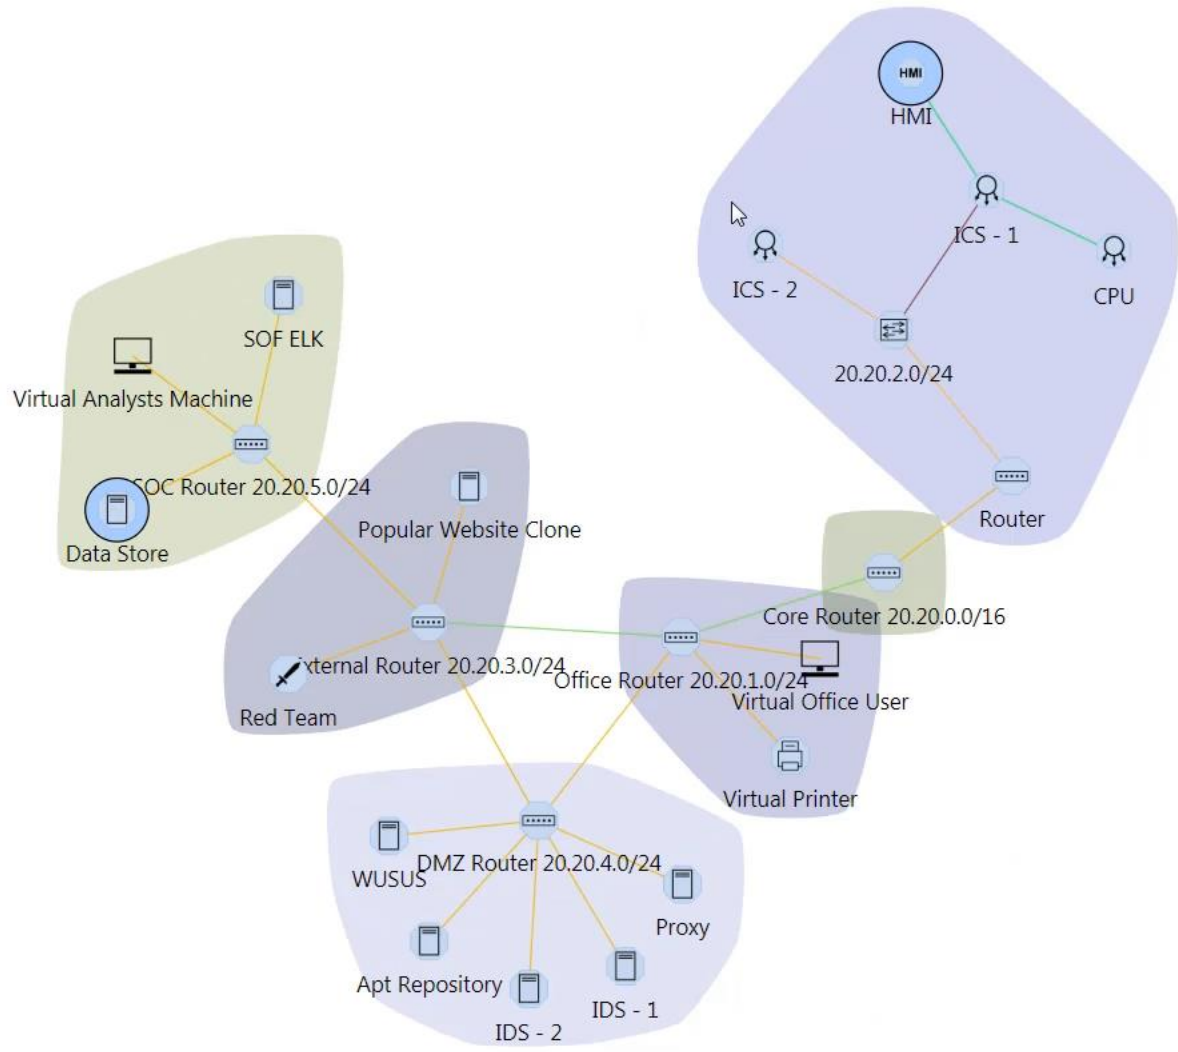 HMI
HMI
ICS - 1
ICS - 2
CPU
SOF ELK
20.20.2.0/24
Virtual Analysts Machine
SOC Router 20.20.5.0/24
Router
Popular Website Clone
Data Store
Core Router 20.20.0.0/16
External Router 20.20.3.0/24
Office Router 20.20.1.0/24
Virtual Office User
Red Team
Virtual Printer
DMZ Router 20.20.4.0/24
WUSUS
Proxy
Apt Repository
IDS - 1
IDS - 2